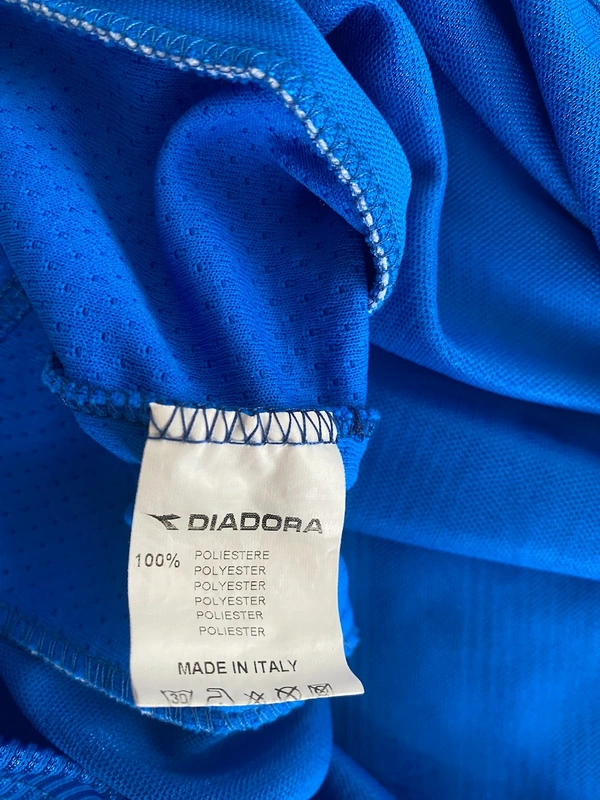 DIADORA
100% POLIESTERE
POLYESTER
POLYESTER
POLYESTER
POLIESTER
POLIESTER
MADE IN ITALY
30